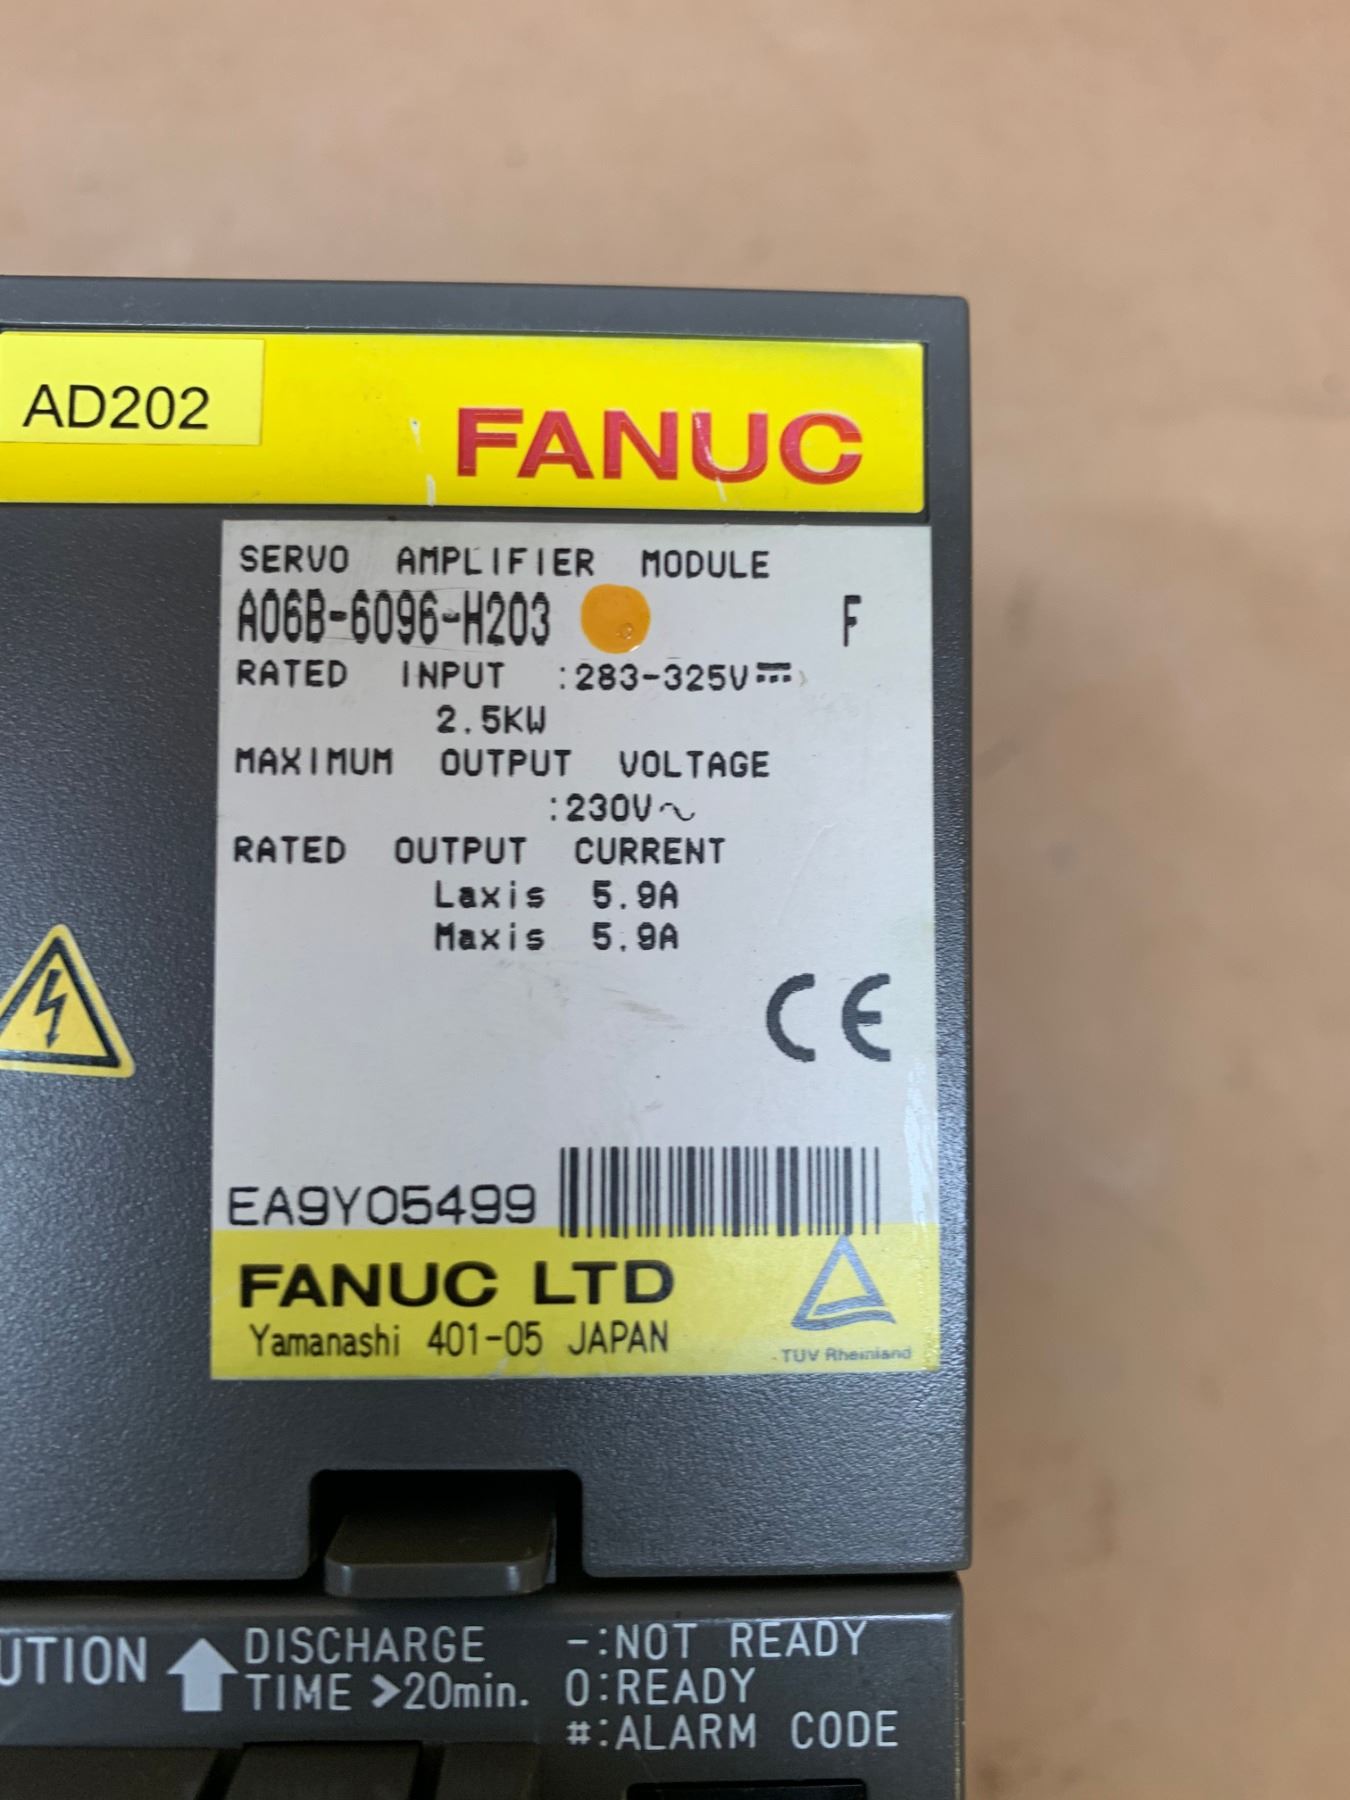 AD202
FANUC
SERVO AMPLIFIER MODULE
A06B-6096-H203 F
RATED INPUT :283-325V⎓
2.5KW
MAXIMUM OUTPUT VOLTAGE
:230V~
RATED OUTPUT CURRENT
Laxis 5.9A
Maxis 5.9A
CE
EA9Y05499
FANUC LTD
Yamanashi 401-05 JAPAN
TUV Rheinland
UTION DISCHARGE
TIME >20min.
-:NOT READY
0:READY
#:ALARM CODE